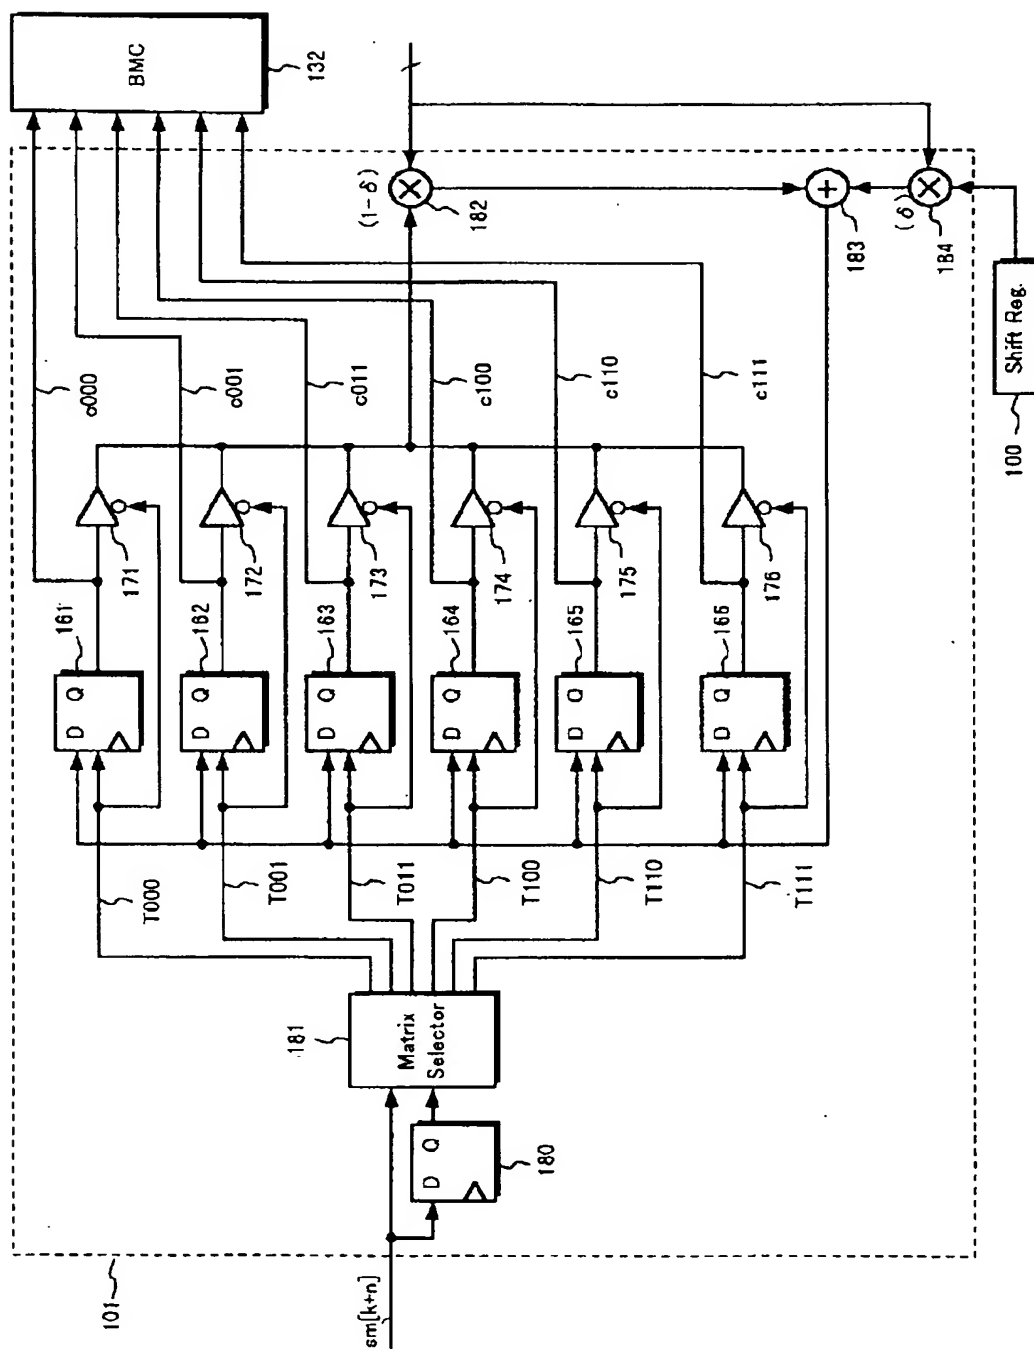 101
sm[k+n]
D Q
180
181
Matrix
Selector
T000
T001
T011
T100
T110
T111
D Q
161
D Q
162
D Q
163
D Q
164
D Q
165
D Q
166
171
172
173
174
175
176
c000
c001
c011
c100
c110
c111
BMC
132
(1-δ)
182
183
(δ)
184
Shift Reg.
100